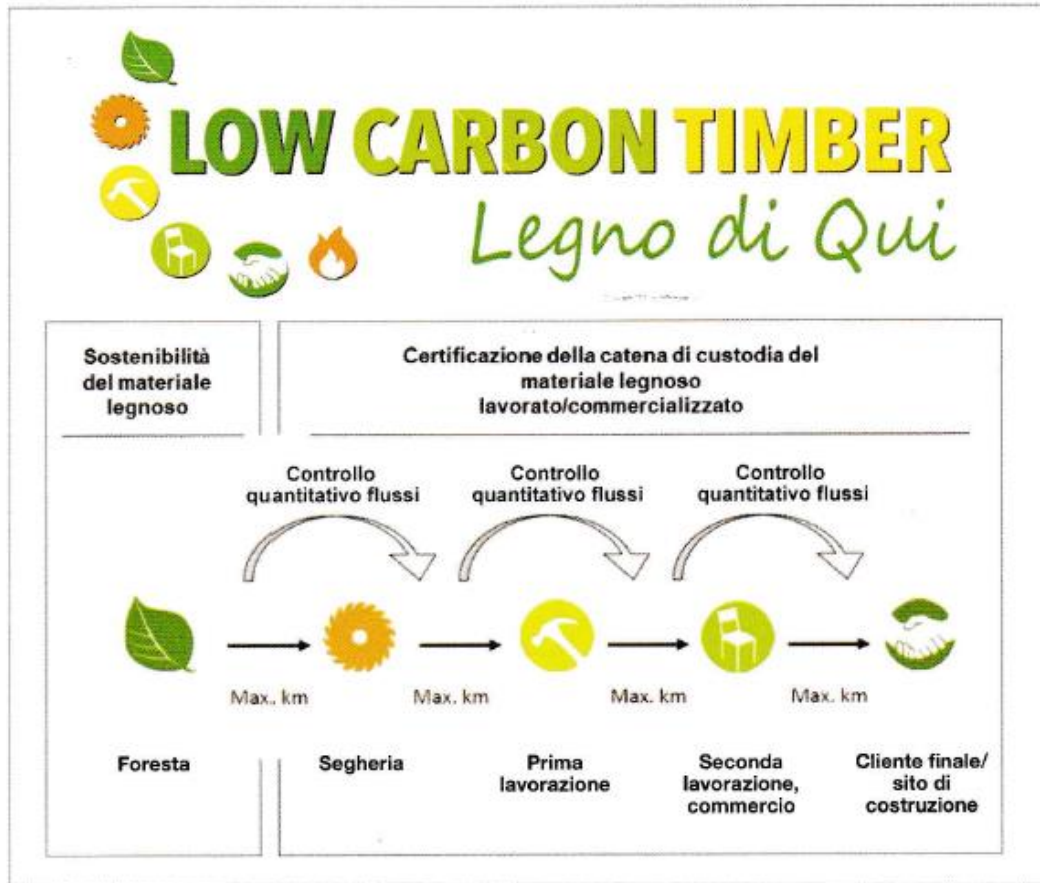 LOW CARBON TIMBER
Legno di Qui
Sostenibilità
del materiale
legnoso
Certificazione della catena di custodia del
materiale legnoso
lavorato/commercializzato
Controllo
quantitativo flussi
Controllo
quantitativo flussi
Controllo
quantitativo flussi
Max. km
Max. km
Max. km
Max. km
Foresta
Segheria
Prima
lavorazione
Seconda
lavorazione,
commercio
Cliente finale/
sito di
costruzione